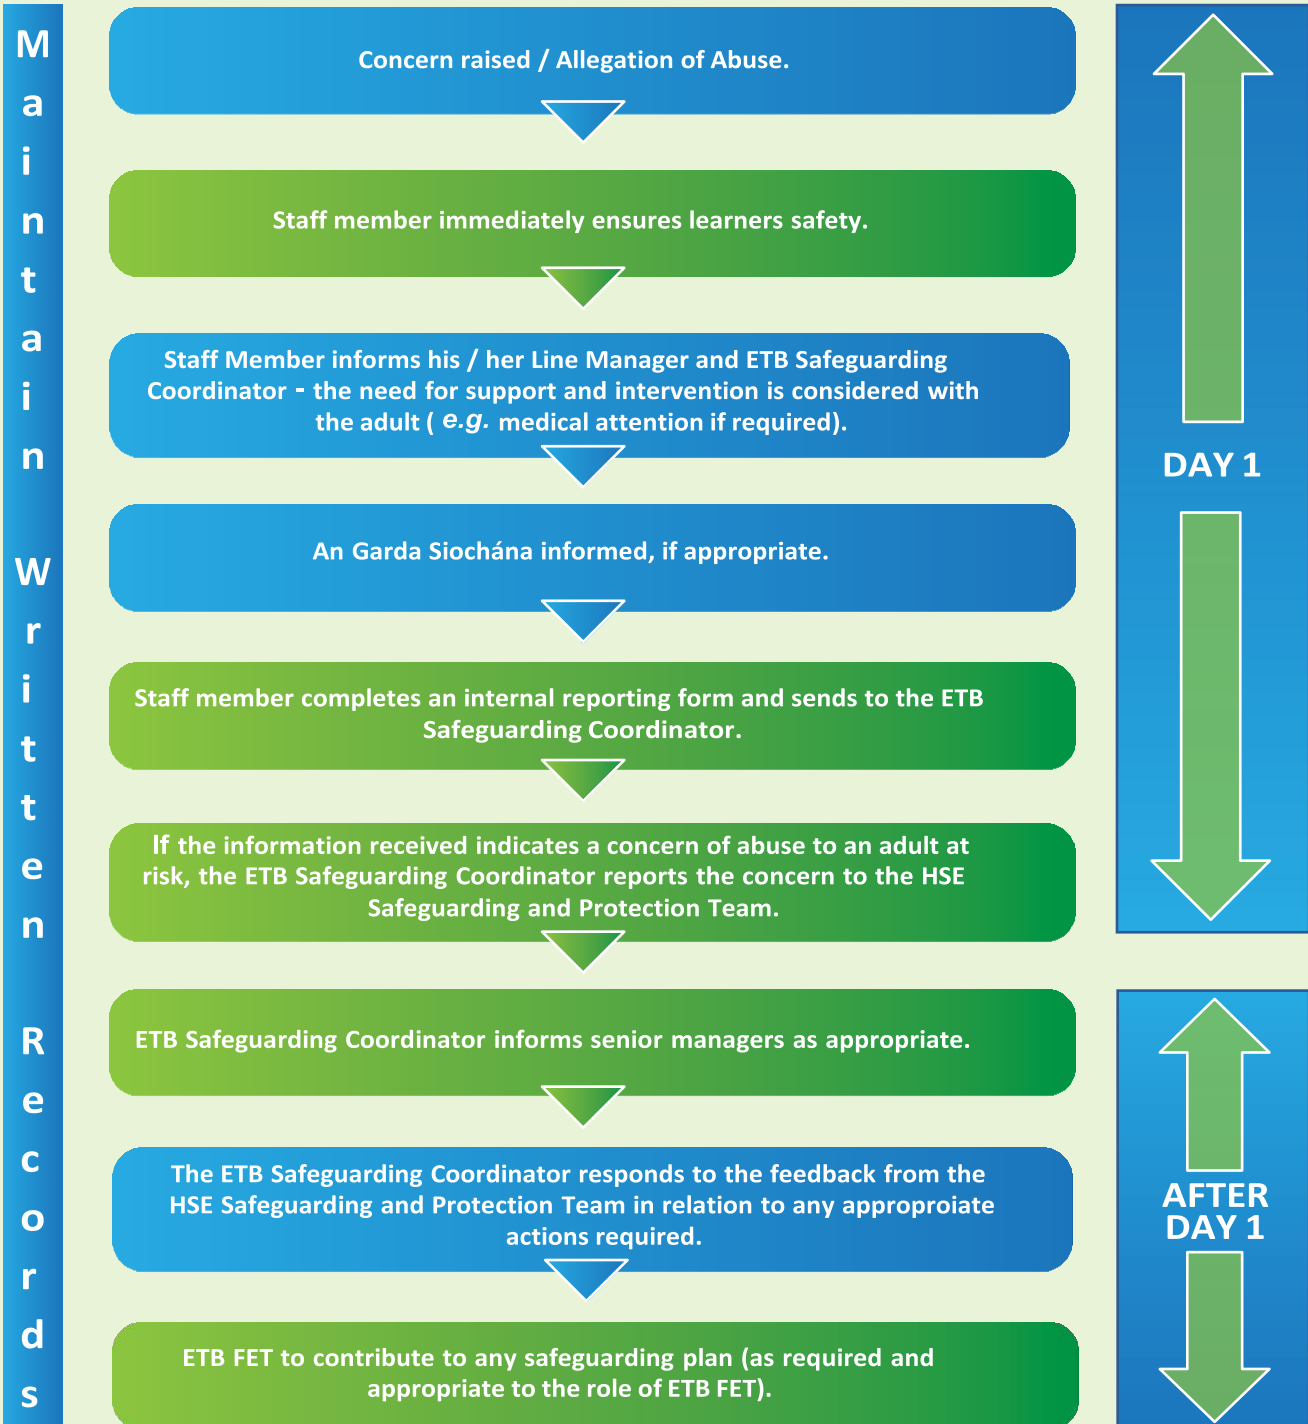 Maintain Written Records
Concern raised / Allegation of Abuse.
Staff member immediately ensures learners safety.
Staff Member informs his / her Line Manager and ETB Safeguarding
Coordinator - the need for support and intervention is considered with
the adult ( e.g. medical attention if required).
An Garda Siochána informed, if appropriate.
Staff member completes an internal reporting form and sends to the ETB
Safeguarding Coordinator.
If the information received indicates a concern of abuse to an adult at
risk, the ETB Safeguarding Coordinator reports the concern to the HSE
Safeguarding and Protection Team.
DAY 1
ETB Safeguarding Coordinator informs senior managers as appropriate.
The ETB Safeguarding Coordinator responds to the feedback from the
HSE Safeguarding and Protection Team in relation to any approproiate
actions required.
ETB FET to contribute to any safeguarding plan (as required and
appropriate to the role of ETB FET).
AFTER
DAY 1